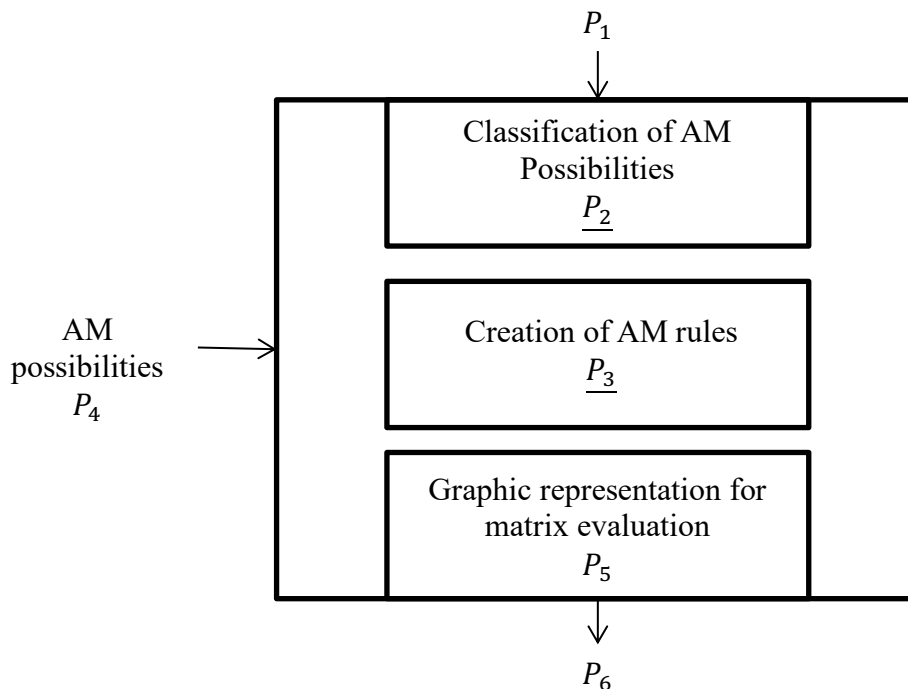 P₁
Classification of AM
Possibilities
P₂
Creation of AM rules
P₃
AM
possibilities
P₄
Graphic representation for
matrix evaluation
P₅
P₆